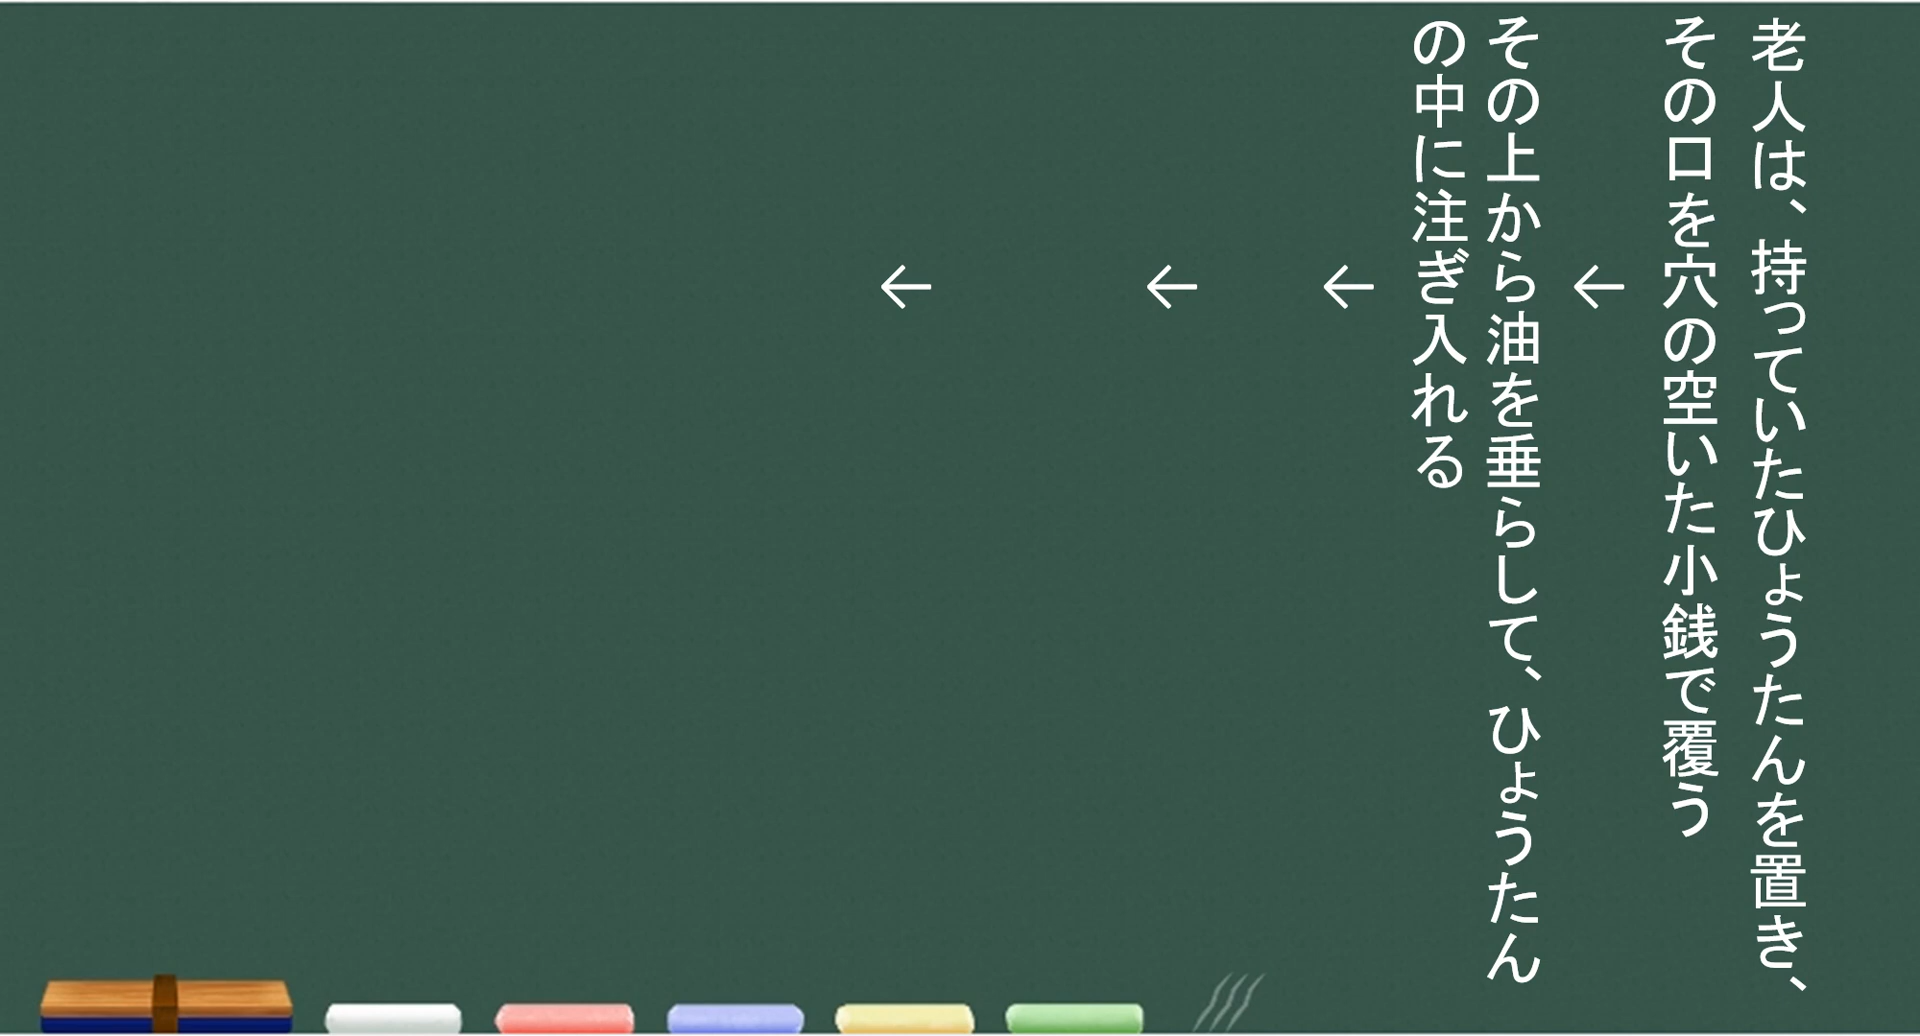 老人は、持っていたひょうたんを置き、
その口を穴の空いた小銭で覆う
←
その上から油を垂らして、ひょうたん
の中に注ぎ入れる
←
←
←